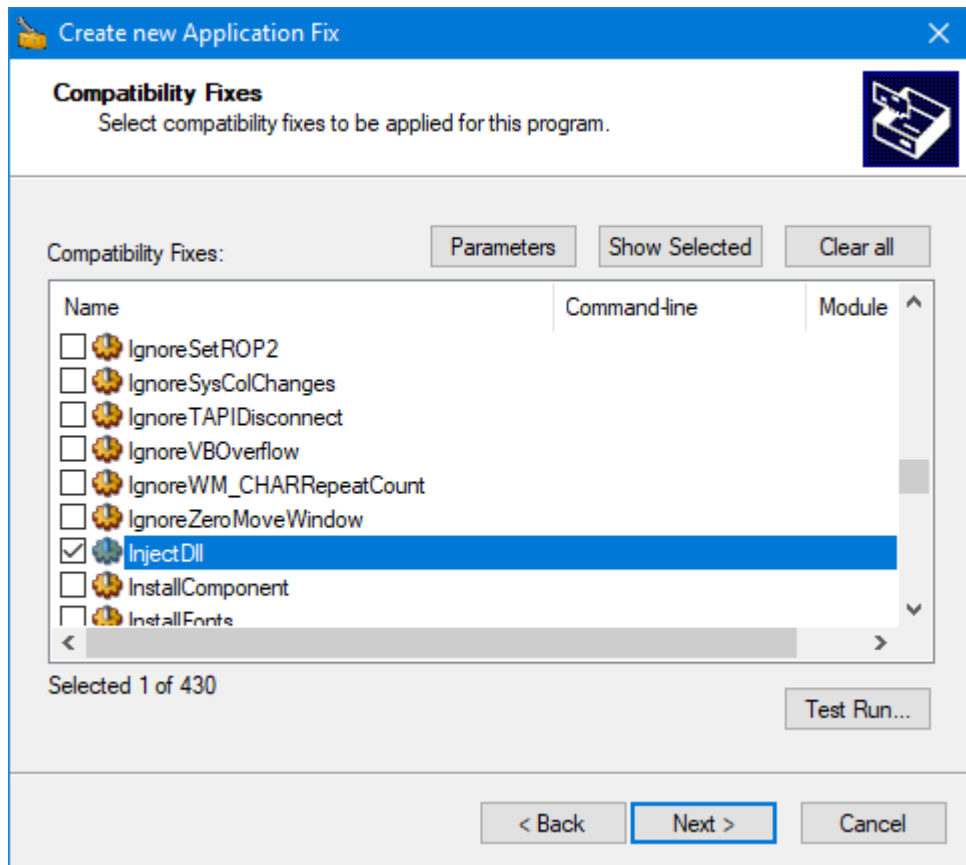 Create new Application Fix
Compatibility Fixes
Select compatibility fixes to be applied for this program.
Compatibility Fixes:
Parameters
Show Selected
Clear all
Name Command-line Module
IgnoreSetROP2
IgnoreSysColChanges
IgnoreTAPIDisconnect
IgnoreVBOverflow
IgnoreWM_CHARRepeatCount
IgnoreZeroMoveWindow
InjectDll
InstallComponent
InstallFonts
Selected 1 of 430
Test Run...
< Back
Next >
Cancel